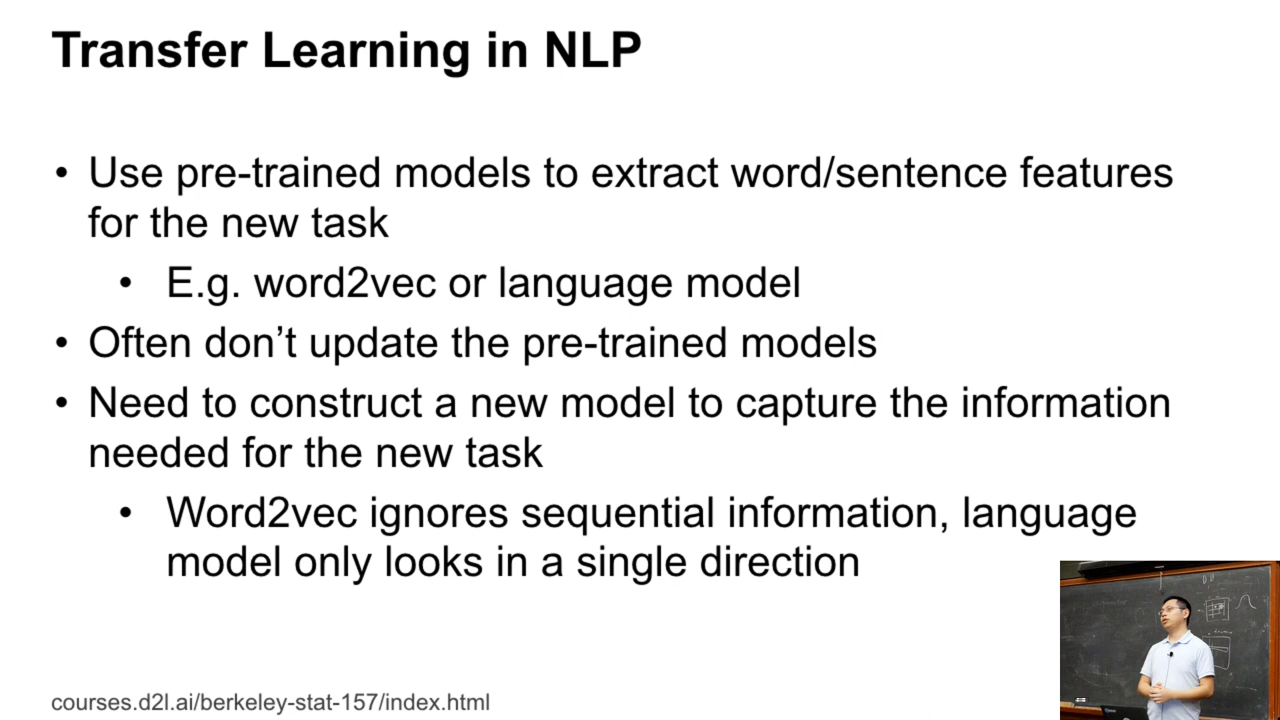 Transfer Learning in NLP
• Use pre-trained models to extract word/sentence features
for the new task
• E.g. word2vec or language model
• Often don’t update the pre-trained models
• Need to construct a new model to capture the information
needed for the new task
• Word2vec ignores sequential information, language
model only looks in a single direction
courses.d2l.ai/berkeley-stat-157/index.html